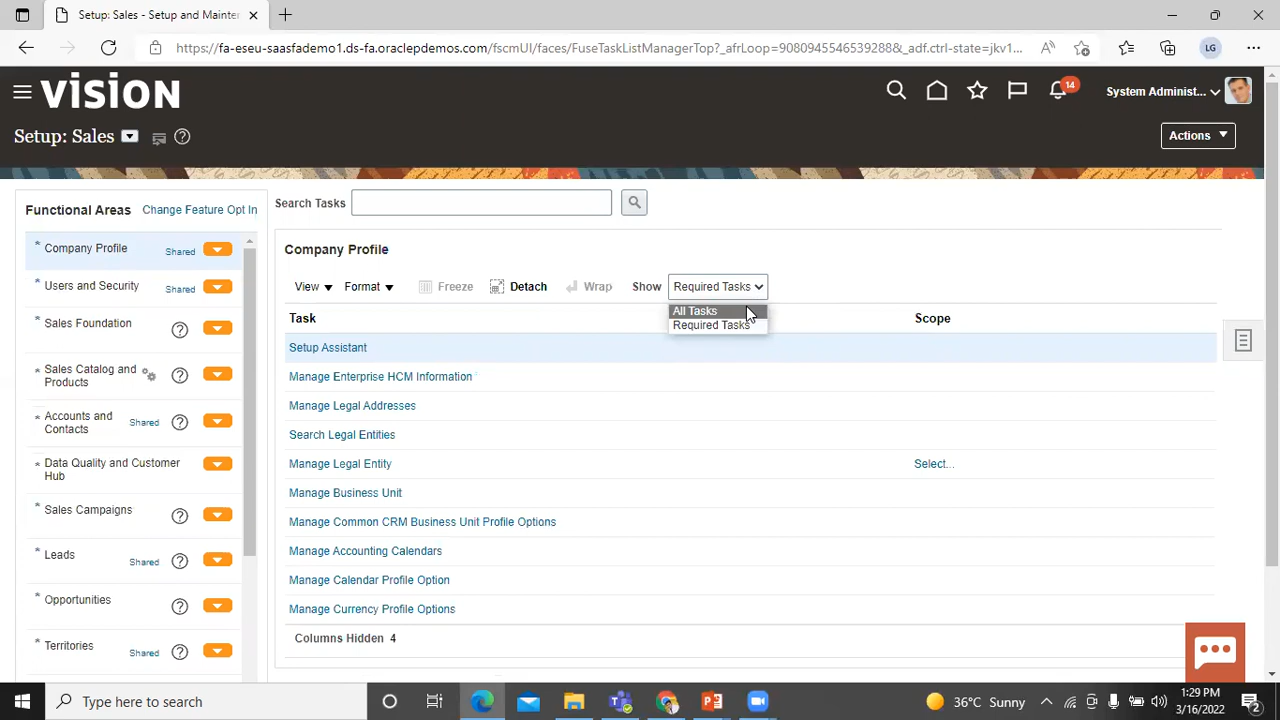 Setup: Sales - Setup and Mainter
https://fa-eseu-saasfademo1.ds-fa.oraclepdemos.com/fscmUI/faces/FuseTaskListManagerTop?_afrLoop=9080945546539288&_adf.ctrl-state=jkv1...
LG
VISION
14
System Administ...
Setup: Sales
Actions
Functional Areas
Change Feature Opt In
* Company Profile
Shared
* Users and Security
Shared
* Sales Foundation
* Sales Catalog and
Products
* Accounts and
Contacts
Shared
* Data Quality and Customer
Hub
* Sales Campaigns
* Leads
Shared
* Opportunities
* Territories
Shared
Search Tasks
Company Profile
View
Format
Freeze
Detach
Wrap
Show
Required Tasks
All Tasks
Required Tasks
Task
Scope
Setup Assistant
Manage Enterprise HCM Information
Manage Legal Addresses
Search Legal Entities
Manage Legal Entity
Select...
Manage Business Unit
Manage Common CRM Business Unit Profile Options
Manage Accounting Calendars
Manage Calendar Profile Option
Manage Currency Profile Options
Columns Hidden 4
Type here to search
36°C Sunny
1:29 PM
3/16/2022
2